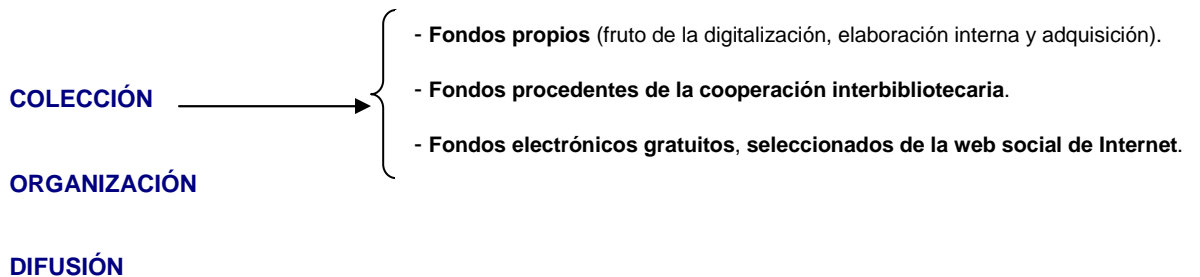 - Fondos propios (fruto de la digitalización, elaboración interna y adquisición).
COLECCIÓN
- Fondos procedentes de la cooperación interbibliotecaria.
- Fondos electrónicos gratuitos, seleccionados de la web social de Internet.
ORGANIZACIÓN
DIFUSIÓN